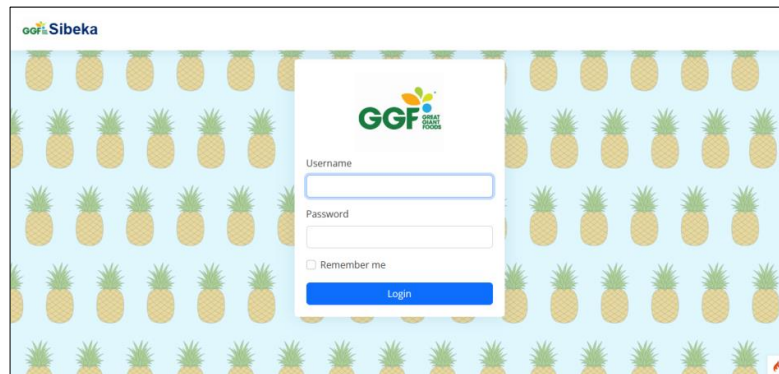 GGF Sibeka
GGF GREAT GIANT FOODS
Username
Password
Remember me
Login